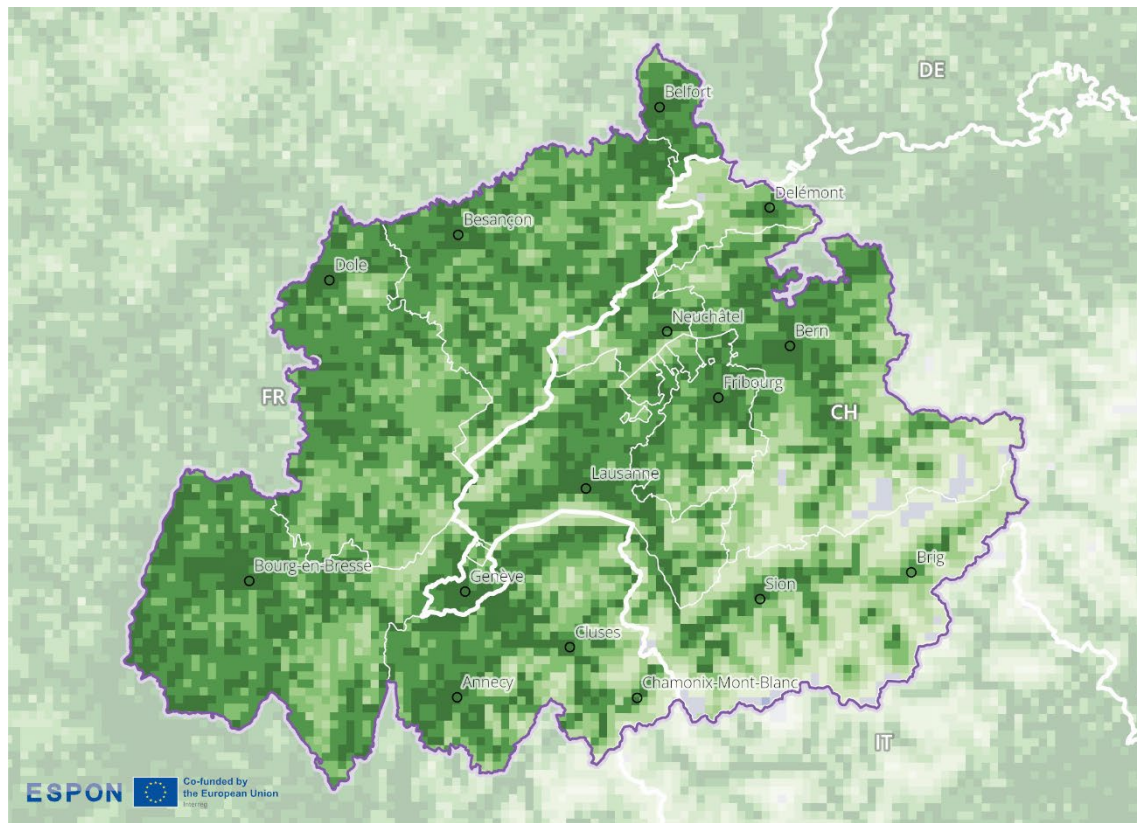 DE
Belfort
Delémont
Besançon
Dole
Neuchâtel
Bern
FR
Fribourg
CH
Lausanne
Bourg-en-Bresse
Genève
Brig
Sion
Cluses
Annecy
Chamonix-Mont-Blanc
IT
ESPON
Co-funded by
the European Union
Interreg